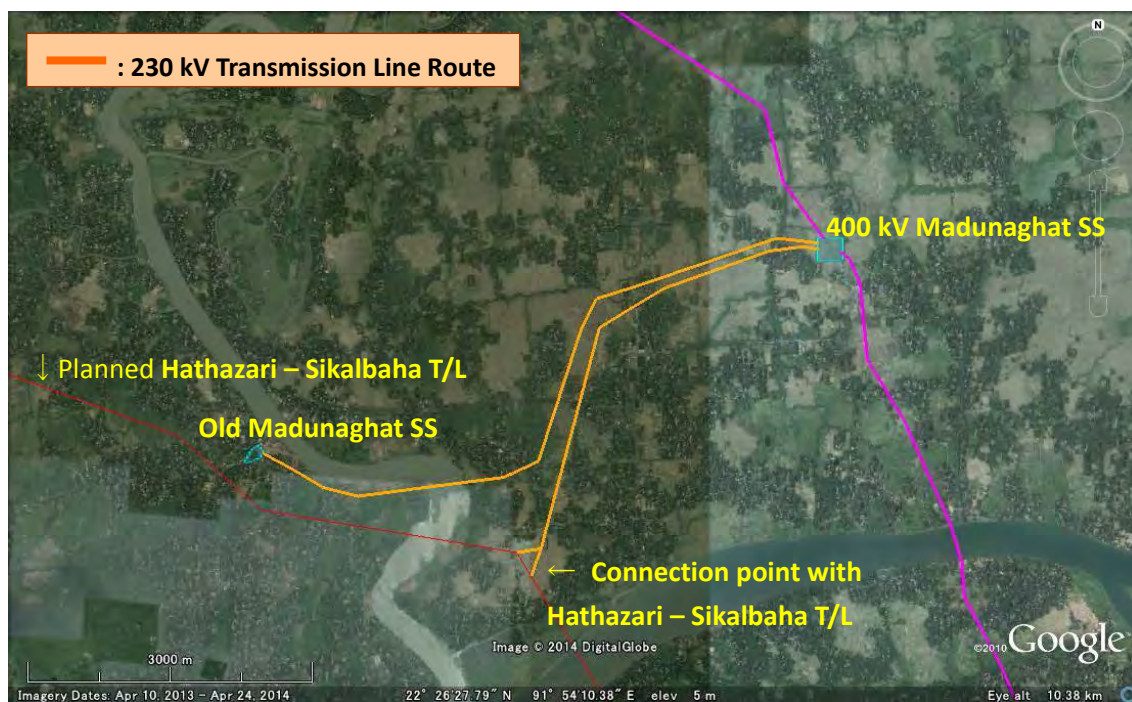 N
: 230 kV Transmission Line Route
400 kV Madunaghat SS
↓ Planned Hathazari – Sikalbaha T/L
Old Madunaghat SS
← Connection point with
Hathazari – Sikalbaha T/L
Image © 2014 DigitalGlobe
©2010 Google
3000 m
Imagery Dates: Apr 10, 2013 – Apr 24, 2014
22° 26'27.79" N 91° 54'10.38" E elev 5 m
Eye alt 10.38 km